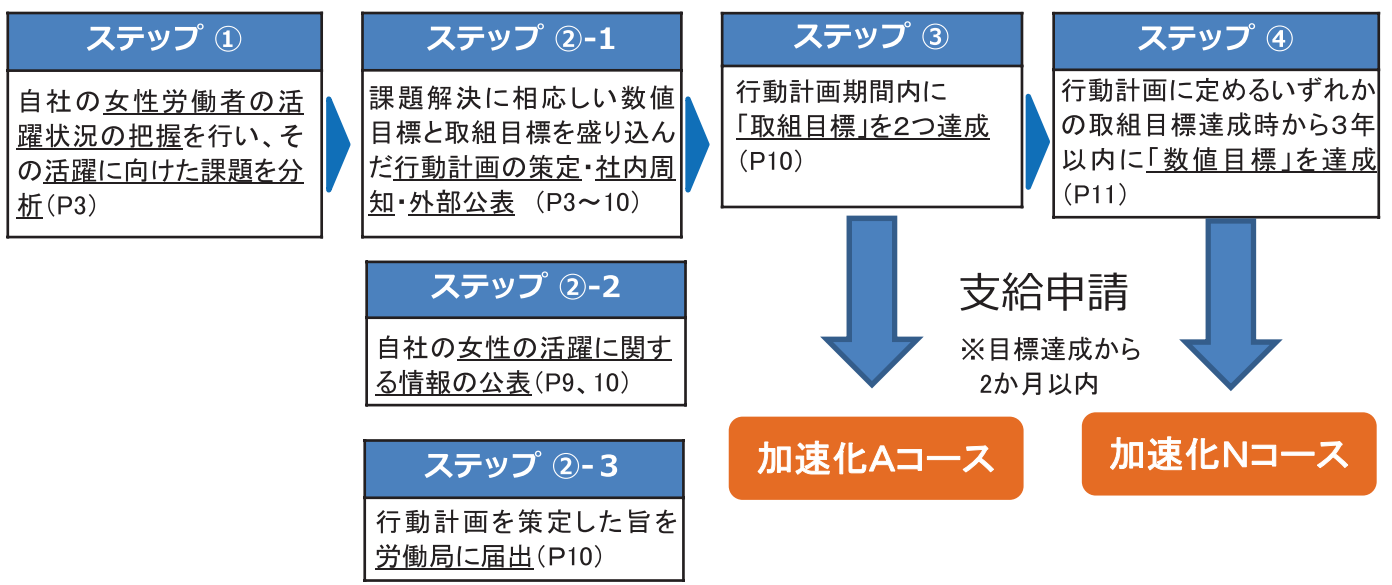 ステップ ①
自社の女性労働者の活
躍状況の把握を行い、そ
の活躍に向けた課題を分
析(P3)
ステップ ②-1
課題解決に相応しい数値
目標と取組目標を盛り込ん
だ行動計画の策定・社内周
知・外部公表 (P3～10)
ステップ ②-2
自社の女性の活躍に関す
る情報の公表(P9、10)
ステップ ②-３
行動計画を策定した旨を
労働局に届出(P10)
ステップ ③
行動計画期間内に
「取組目標」を２つ達成
(P10)
ステップ ④
行動計画に定めるいずれか
の取組目標達成時から３年
以内に「数値目標」を達成
(P11)
支給申請
※目標達成から
2か月以内
加速化Aコース
加速化Nコース